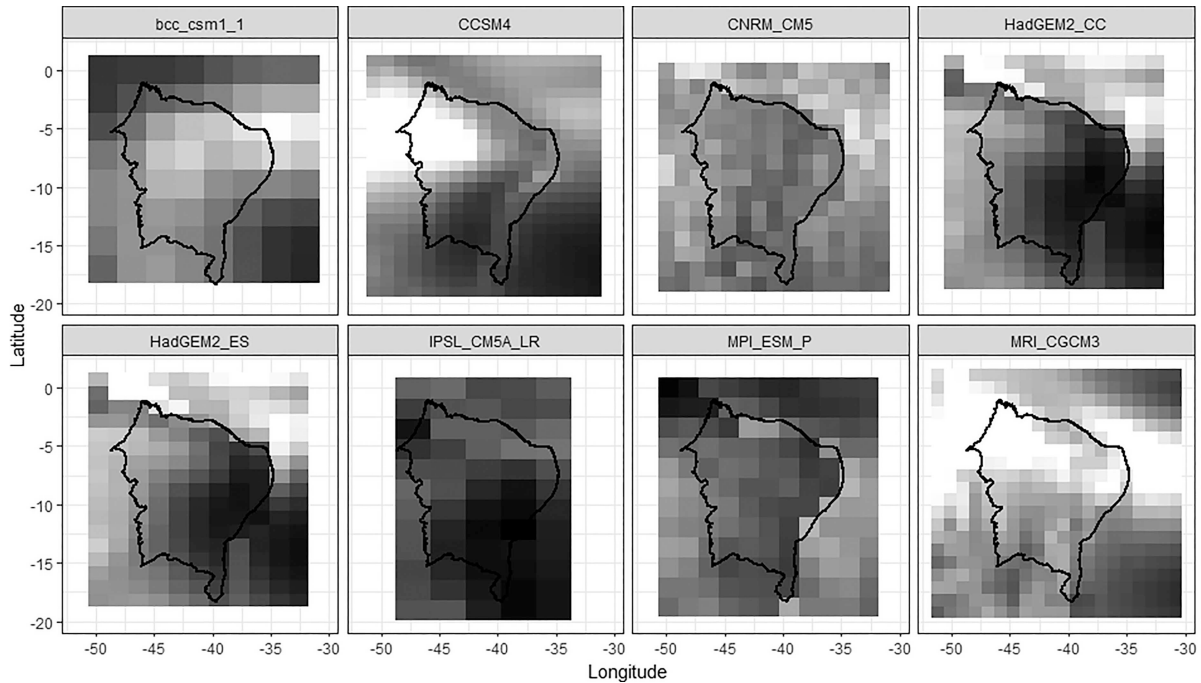 bcc_csm1_1 CCSM4 CNRM_CM5 HadGEM2_CC
0
-5
-10
-15
-20
HadGEM2_ES IPSL_CM5A_LR MPI_ESM_P MRI_CGCM3
0
-5
-10
-15
-20
-50 -45 -40 -35 -30 -50 -45 -40 -35 -30 -50 -45 -40 -35 -30 -50 -45 -40 -35 -30
Latitude
Longitude